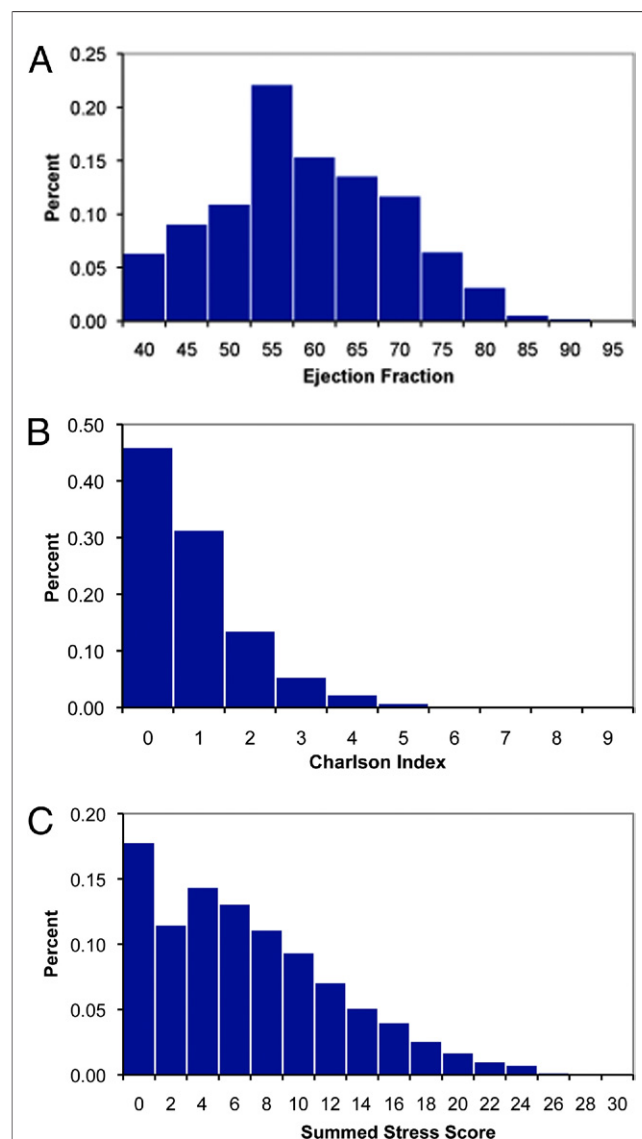 A
0.25
0.20
0.15
0.10
0.05
0.00
Percent
40 45 50 55 60 65 70 75 80 85 90 95
Ejection Fraction
B
0.50
0.40
0.30
0.20
0.10
0.00
Percent
0 1 2 3 4 5 6 7 8 9
Charlson Index
C
0.20
0.15
0.10
0.05
0.00
Percent
0 2 4 6 8 10 12 14 16 18 20 22 24 26 28 30
Summed Stress Score